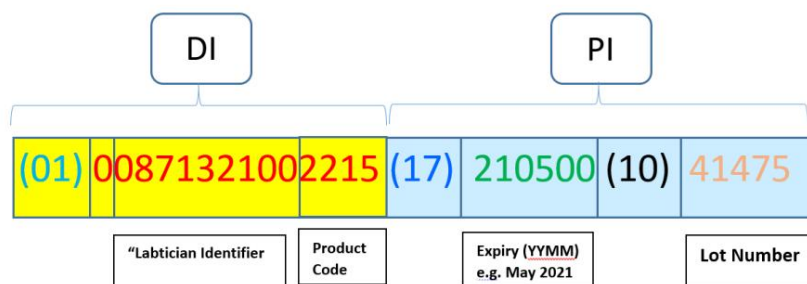 DI PI
(01) 00871321002215 (17) 210500 (10) 41475
"Labtician Identifier Product Code Expiry (YYMM) e.g. May 2021 Lot Number